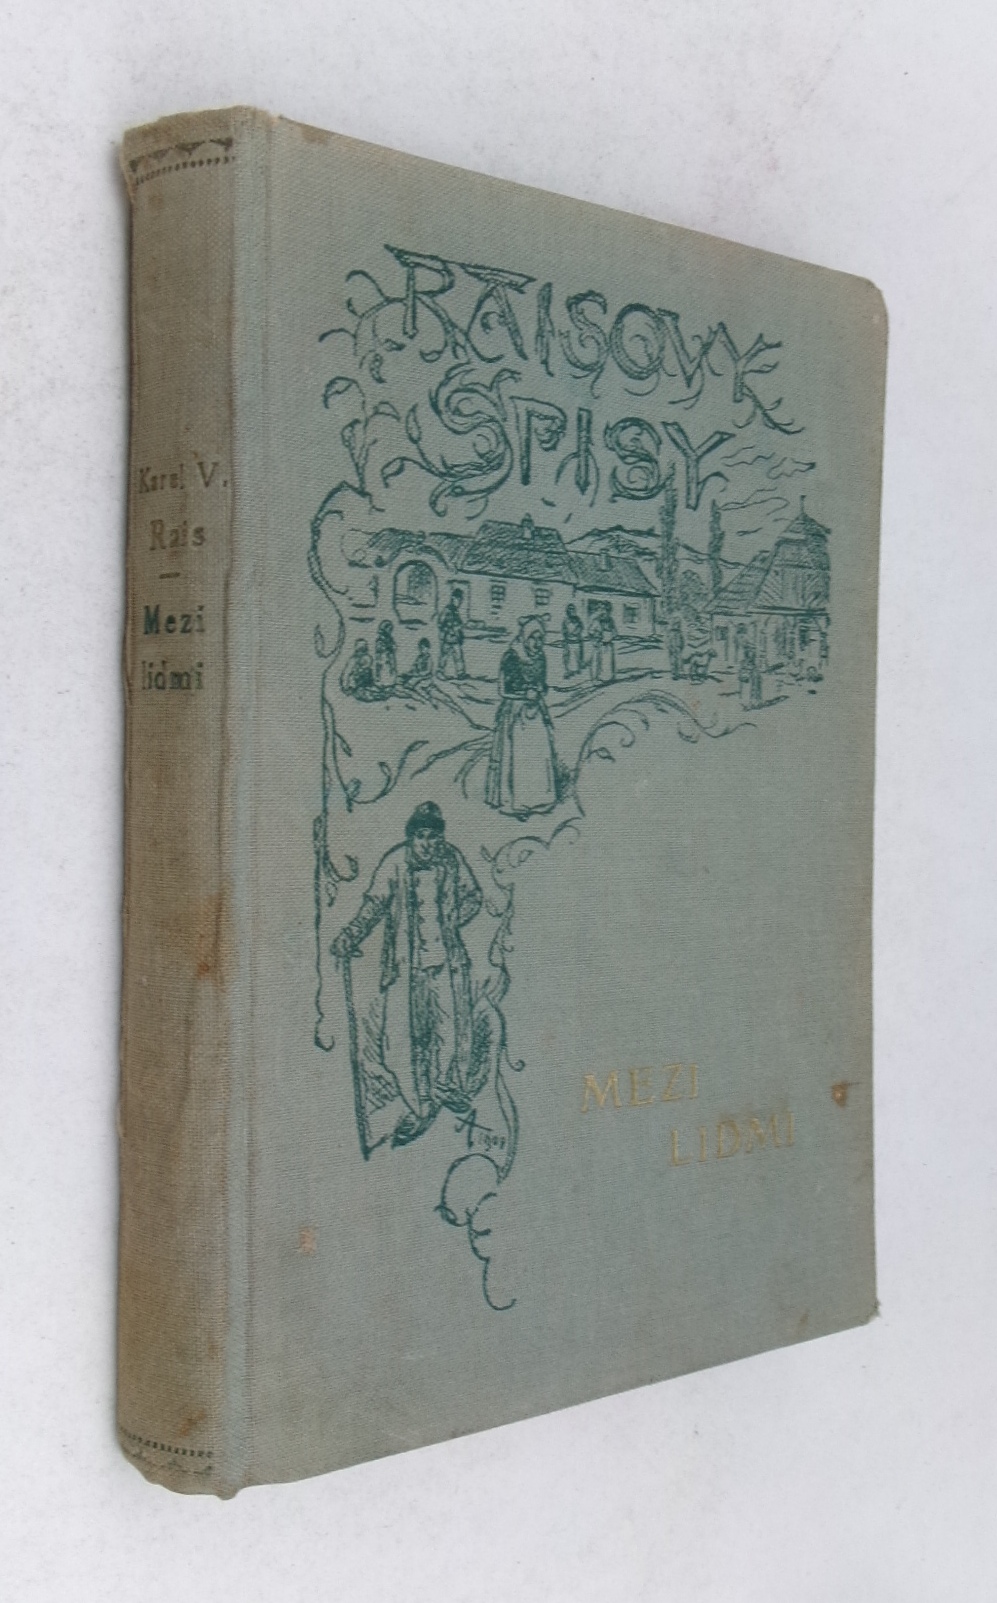 Karel V.
Rais
Mezi
lidmi
RAISOVY
SPISY
MEZI
LIDMI